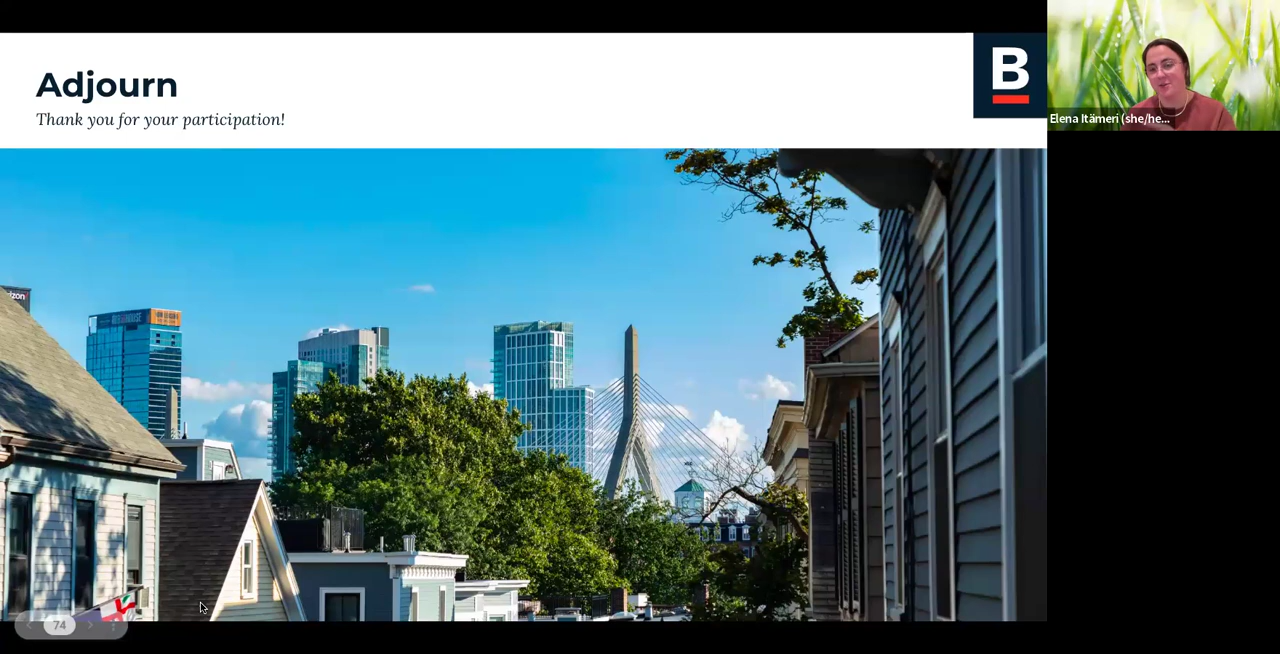 Adjourn
Thank you for your participation!
B
Elena Itämeri (she/he...
74